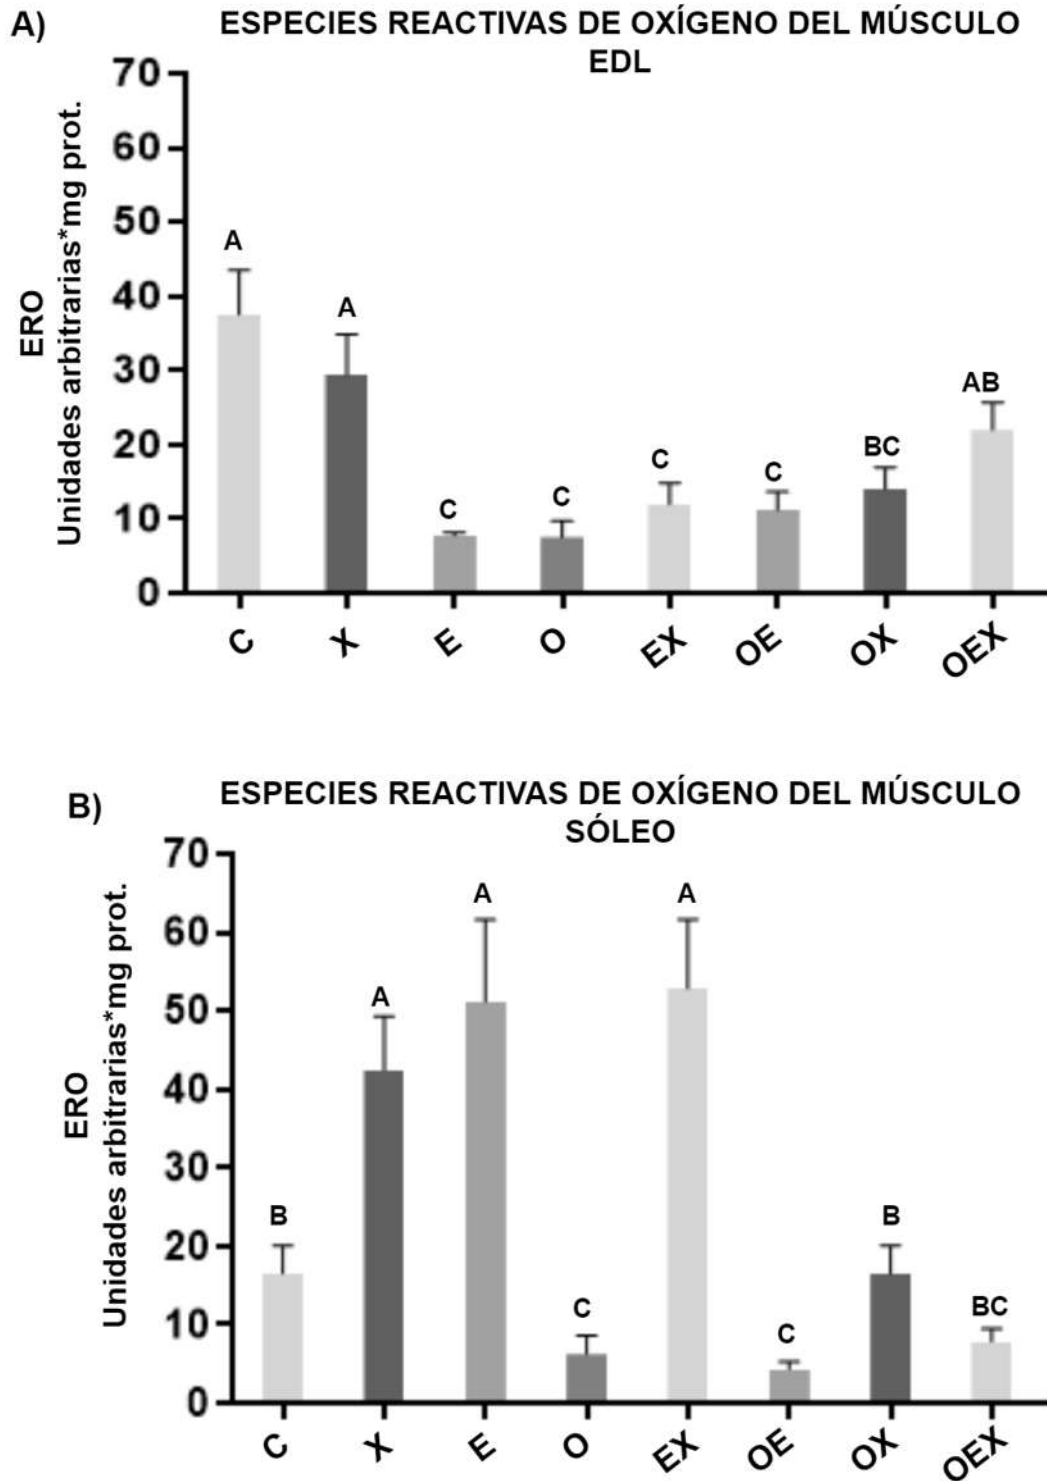 A)
ESPECIES REACTIVAS DE OXÍGENO DEL MÚSCULO
EDL
ERO
Unidades arbitrarias*mg prot.
70
60
50
40
30
20
10
0
A
A
C
C
C
C
BC
AB
C
X
E
O
EX
OE
OX
OEX
B)
ESPECIES REACTIVAS DE OXÍGENO DEL MÚSCULO
SÓLEO
ERO
Unidades arbitrarias*mg prot.
70
60
50
40
30
20
10
0
B
A
A
C
A
C
B
BC
C
X
E
O
EX
OE
OX
OEX